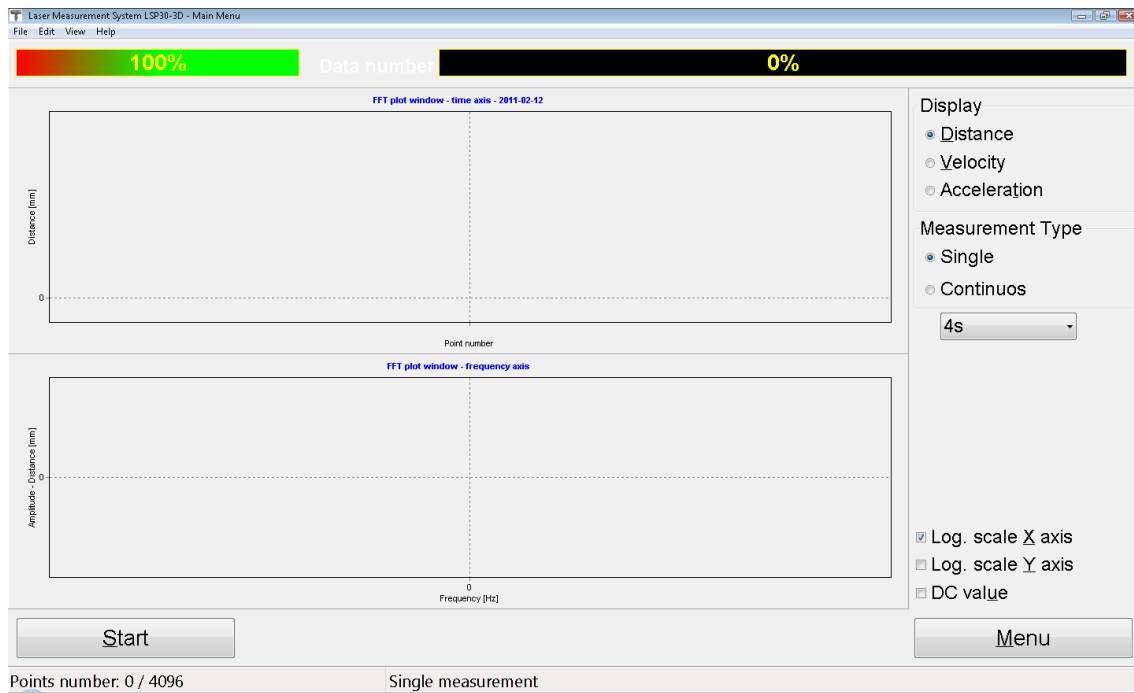 Laser Measurement System LSP30-3D - Main Menu
File Edit View Help
100% Data number 0%
FFT plot window - time axis - 2011-02-12
Distance [mm]
0
Point number
FFT plot window - frequency axis
Amplitude - Distance [mm]
0
0
Frequency [Hz]
Display
Distance
Velocity
Acceleration
Measurement Type
Single
Continuos
4s
Log. scale X axis
Log. scale Y axis
DC value
Start
Menu
Points number: 0 / 4096 Single measurement